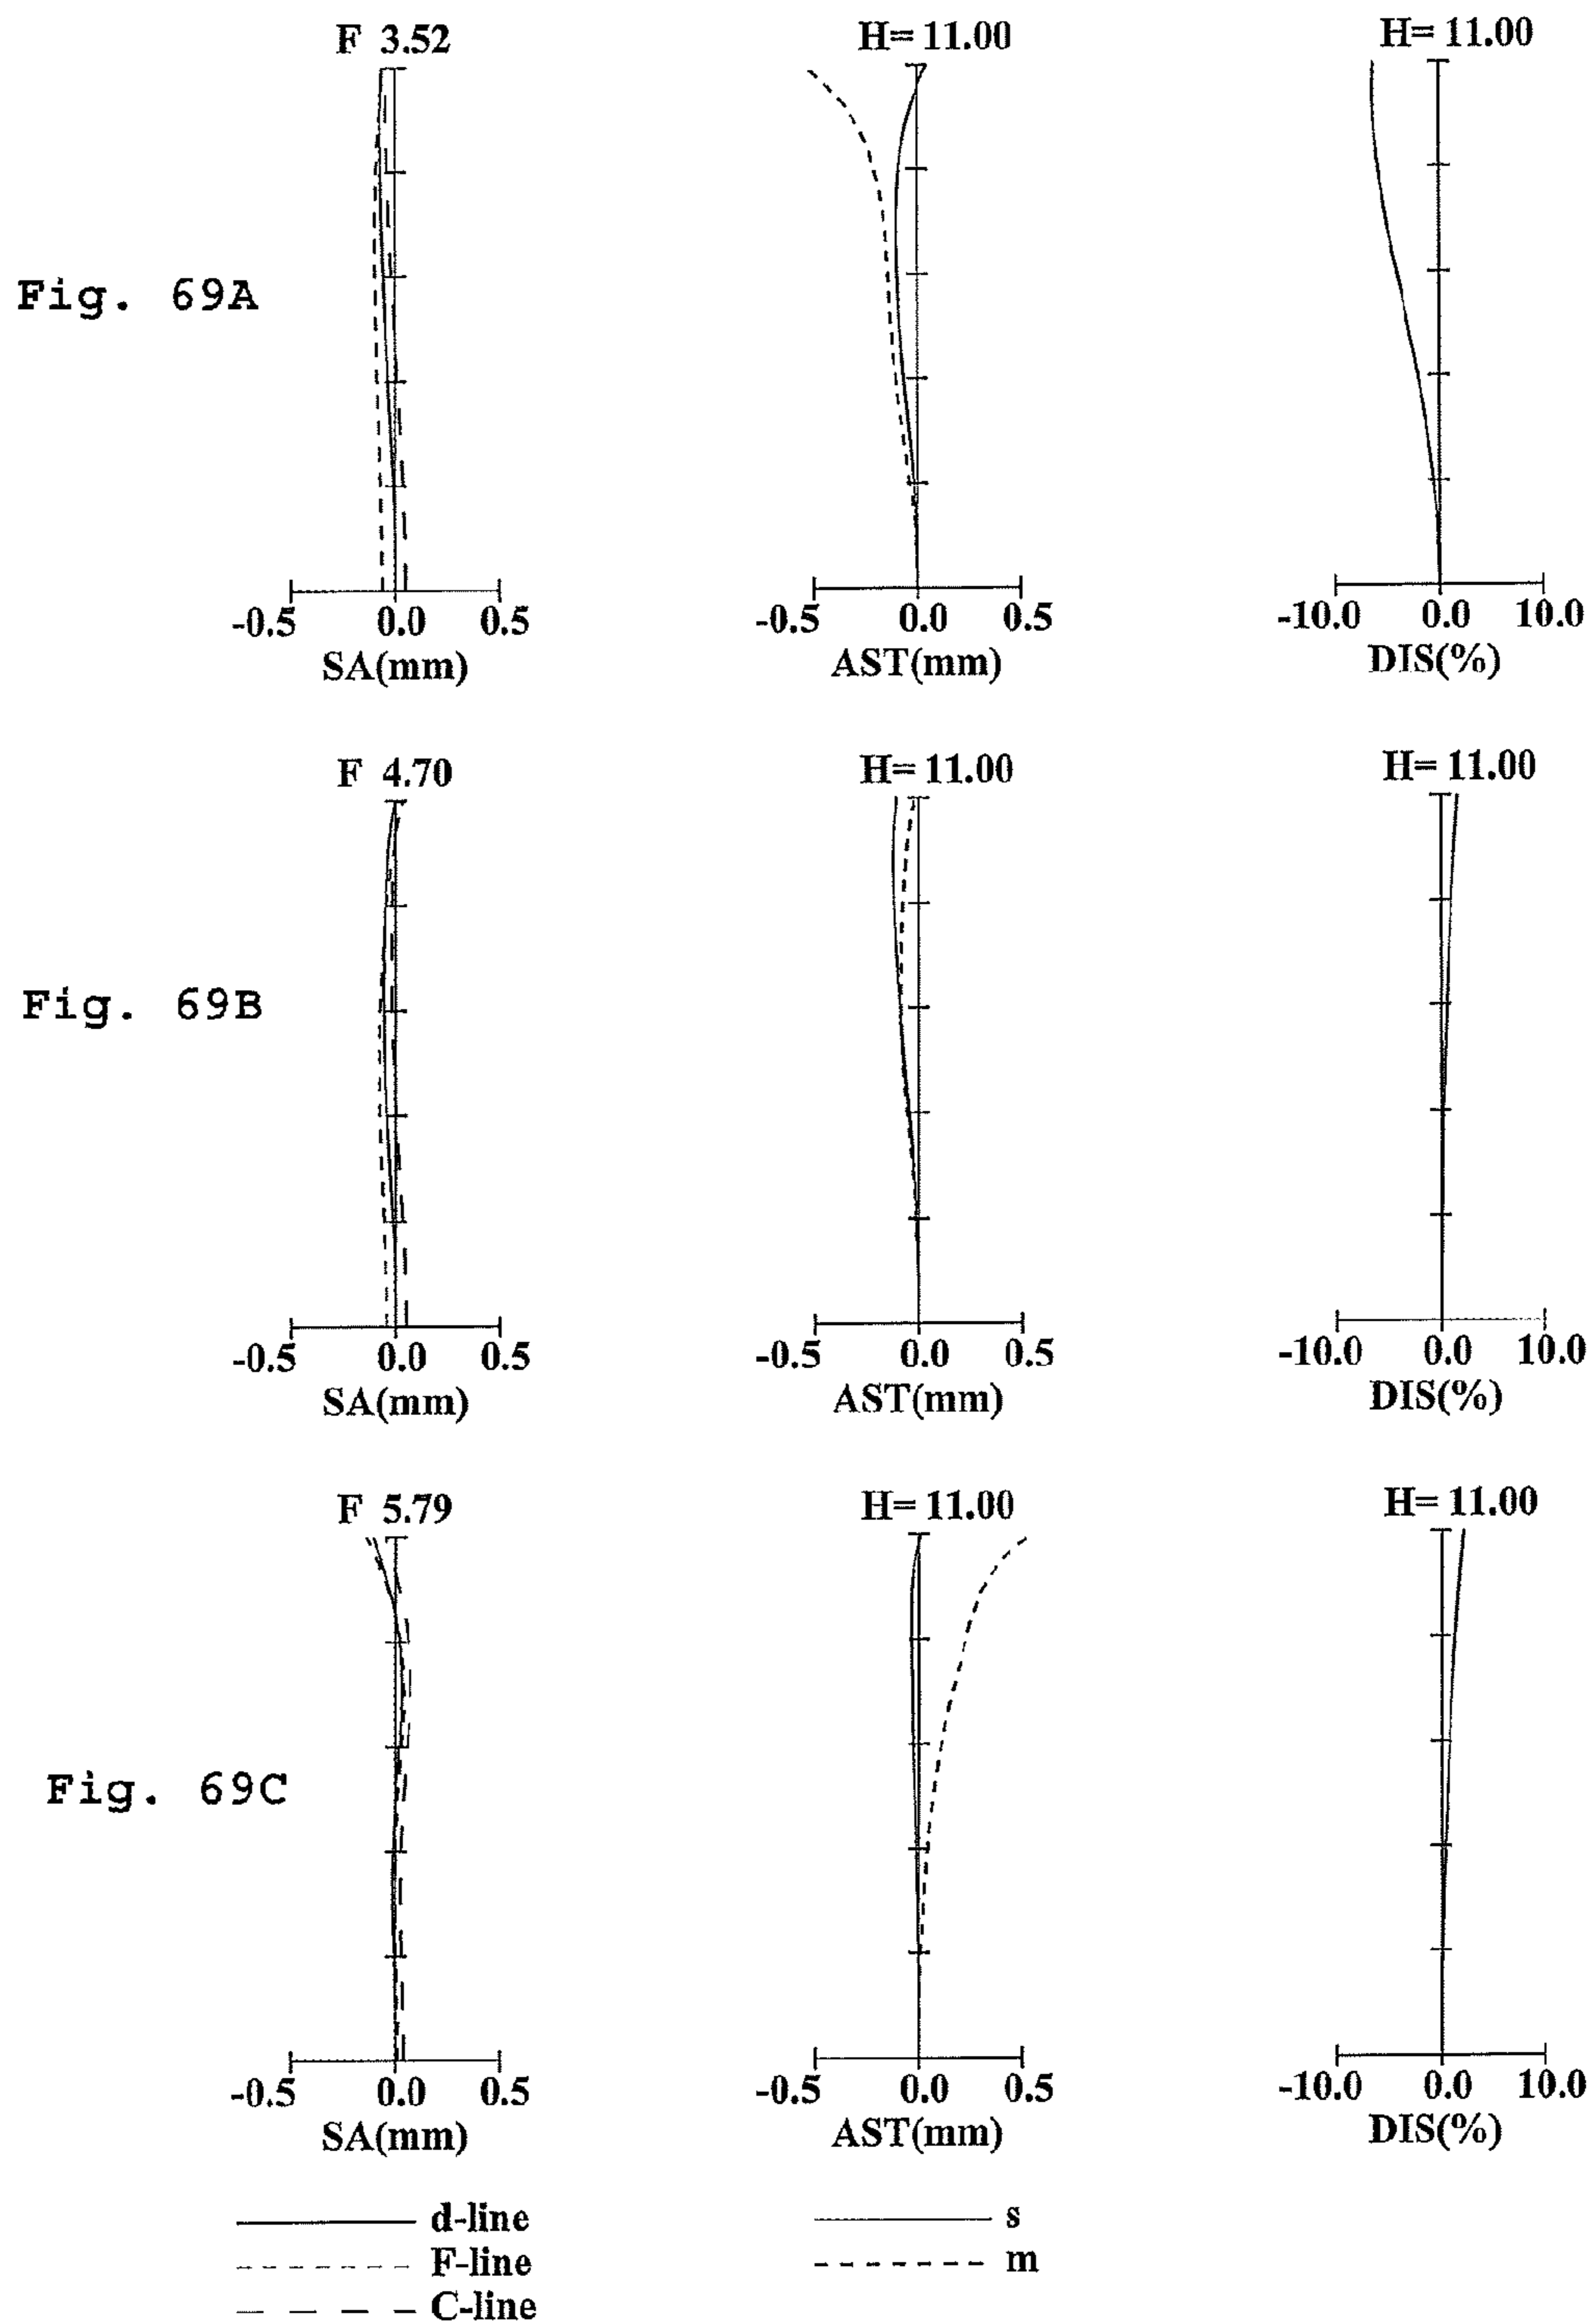 F 3.52
H= 11.00
H= 11.00
Fig. 69A
-0.5 0.0 0.5
SA(mm)
-0.5 0.0 0.5
AST(mm)
-10.0 0.0 10.0
DIS(%)
F 4.70
H= 11.00
H= 11.00
Fig. 69B
-0.5 0.0 0.5
SA(mm)
-0.5 0.0 0.5
AST(mm)
-10.0 0.0 10.0
DIS(%)
F 5.79
H= 11.00
H= 11.00
Fig. 69C
-0.5 0.0 0.5
SA(mm)
-0.5 0.0 0.5
AST(mm)
-10.0 0.0 10.0
DIS(%)
d-line
F-line
C-line
s
m